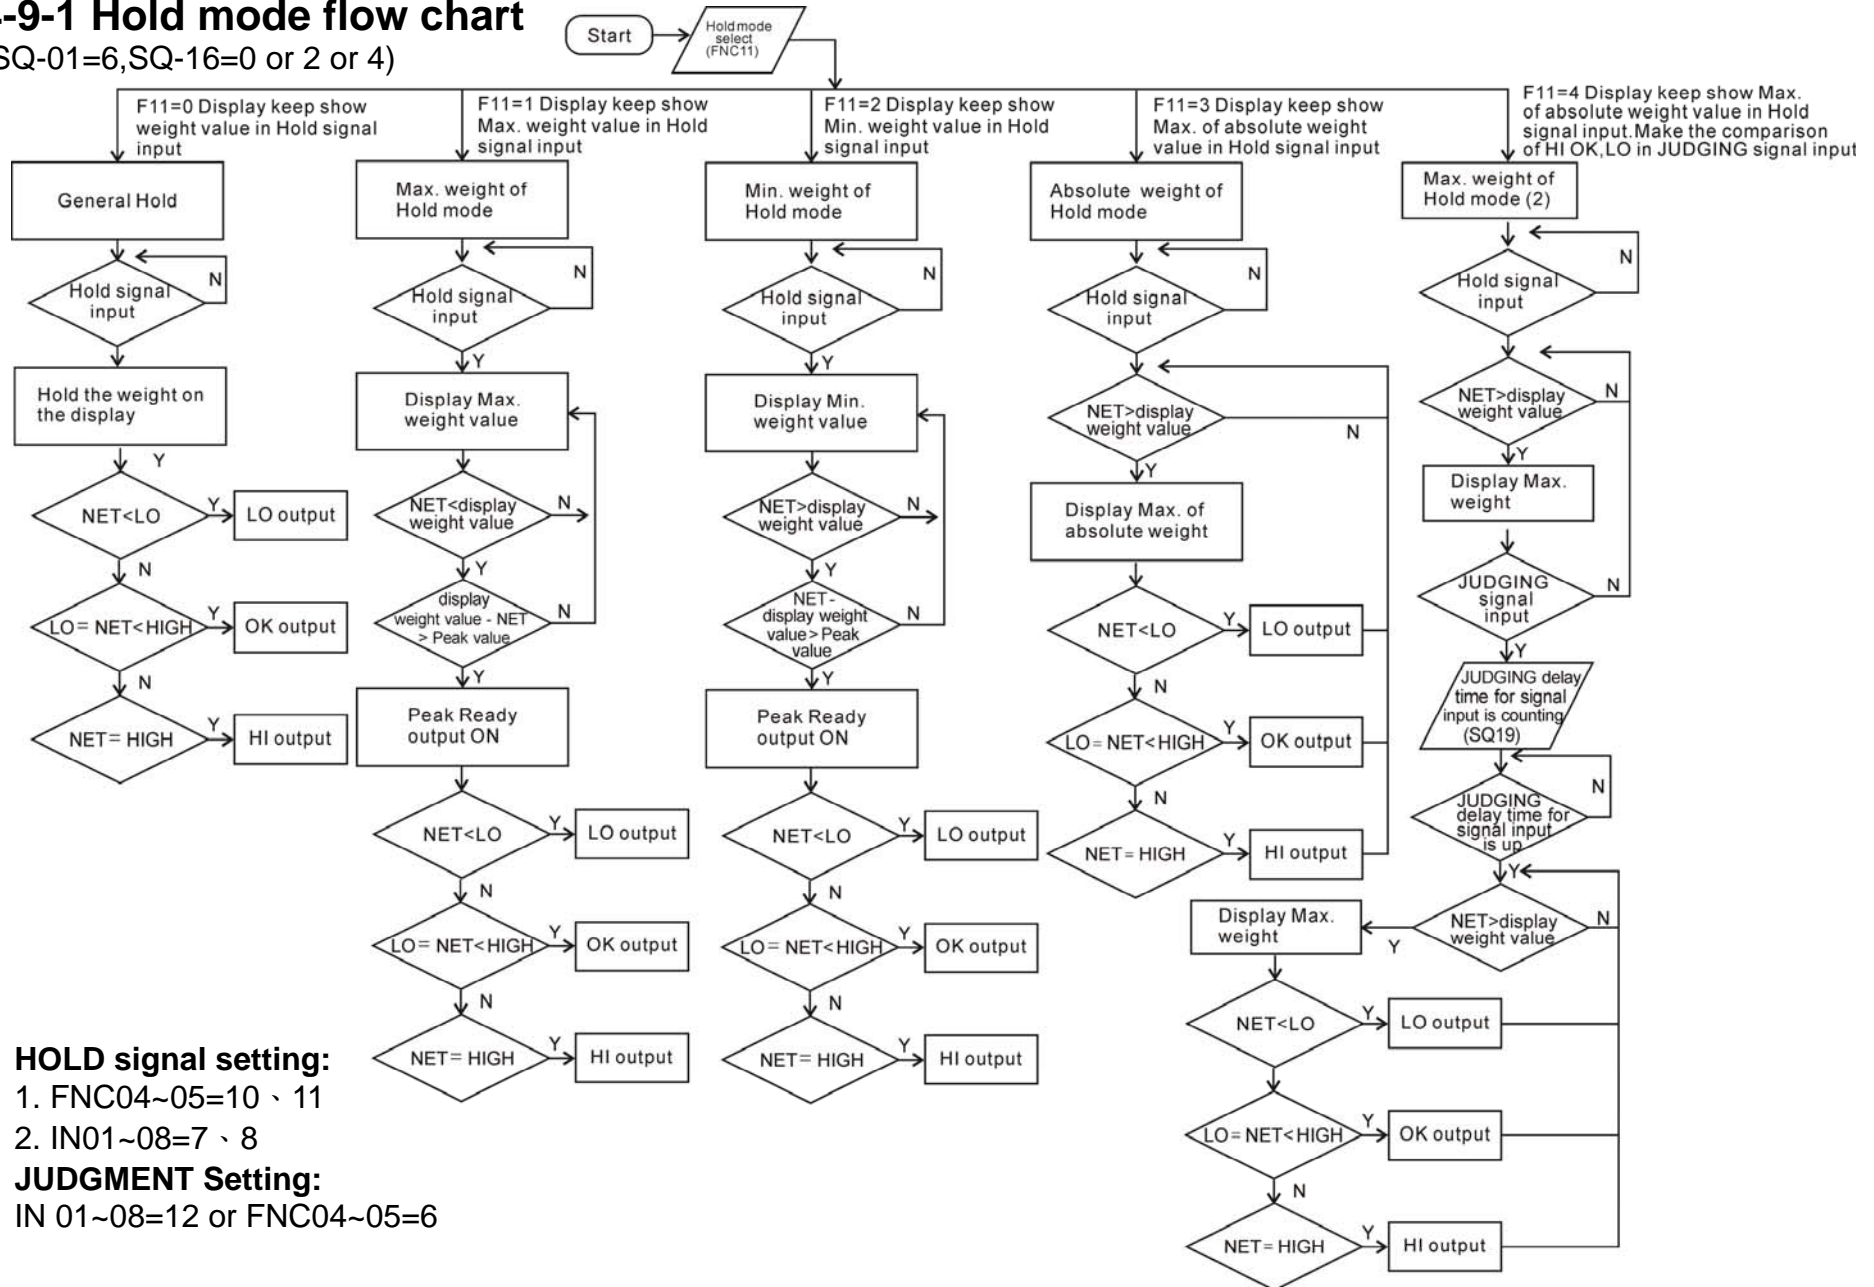 -9-1 Hold mode flow chart
SQ-01=6,SQ-16=0 or 2 or 4)
Start
Hold mode
select
(FNC11)
F11=0 Display keep show
weight value in Hold signal
input
General Hold
Hold signal
input
N
Hold the weight on
the display
Y
NET<LO
Y
LO output
N
LO= NET<HIGH
Y
OK output
N
NET= HIGH
Y
HI output
F11=1 Display keep show
Max. weight value in Hold
signal input
Max. weight of
Hold mode
Hold signal
input
N
Y
Display Max.
weight value
NET<display
weight value
N
Y
display
weight value - NET
> Peak value
N
Y
Peak Ready
output ON
NET<LO
Y
LO output
N
LO= NET<HIGH
Y
OK output
N
NET= HIGH
Y
HI output
F11=2 Display keep show
Min. weight value in Hold
signal input
Min. weight of
Hold mode
Hold signal
input
N
Y
Display Min.
weight value
NET>display
weight value
N
Y
NET-
display weight
value>Peak
value
N
Y
Peak Ready
output ON
NET<LO
Y
LO output
N
LO= NET<HIGH
Y
OK output
N
NET= HIGH
Y
HI output
F11=3 Display keep show
Max. of absolute weight
value in Hold signal input
Absolute weight of
Hold mode
Hold signal
input
N
NET>display
weight value
N
Y
Display Max. of
absolute weight
NET<LO
Y
LO output
N
LO= NET<HIGH
Y
OK output
N
NET= HIGH
Y
HI output
F11=4 Display keep show Max.
of absolute weight value in Hold
signal input.Make the comparison
of HI OK,LO in JUDGING signal input
Max. weight of
Hold mode (2)
Hold signal
input
N
NET>display
weight value
N
Y
Display Max.
weight
JUDGING
signal
input
N
Y
JUDGING delay
time for signal
input is counting
(SQ19)
N
JUDGING
delay time for
signal input
is up
Y
NET>display
weight value
N
Y
Display Max.
weight
NET<LO
Y
LO output
LO= NET<HIGH
Y
OK output
N
NET= HIGH
Y
HI output
HOLD signal setting:
1. FNC04~05=10、11
2. IN01~08=7、8
JUDGMENT Setting:
IN 01~08=12 or FNC04~05=6